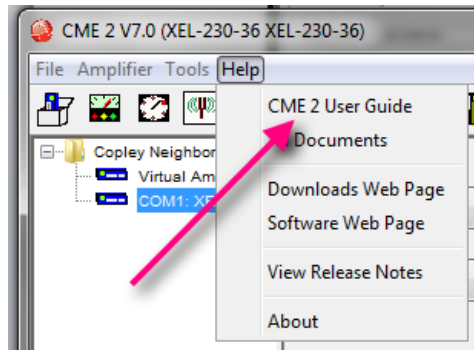 CME 2 V7.0 (XEL-230-36 XEL-230-36)
File Amplifier Tools Help
CME 2 User Guide
Documents
Downloads Web Page
Software Web Page
View Release Notes
About
Copley Neighbor
Virtual Am
COM1: XE